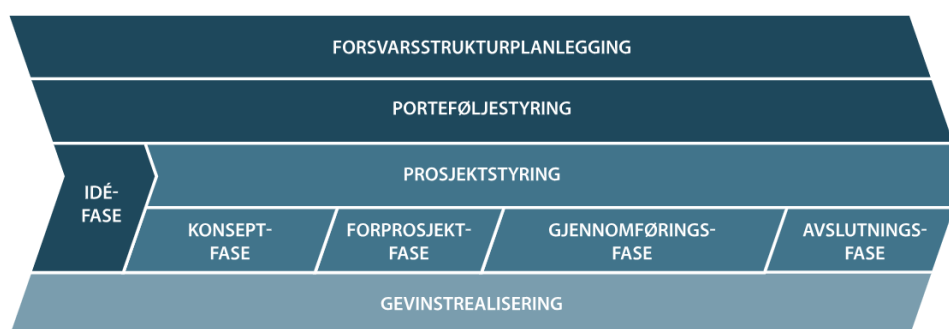 FORSVARSSTRUKTURPLANLEGGING
PORTEFØLJESTYRING
IDÉ-
FASE
PROSJEKTSTYRING
KONSEPT-
FASE
FORPROSJEKT-
FASE
GJENNOMFØRINGS-
FASE
AVSLUTNINGS-
FASE
GEVINSTREALISERING